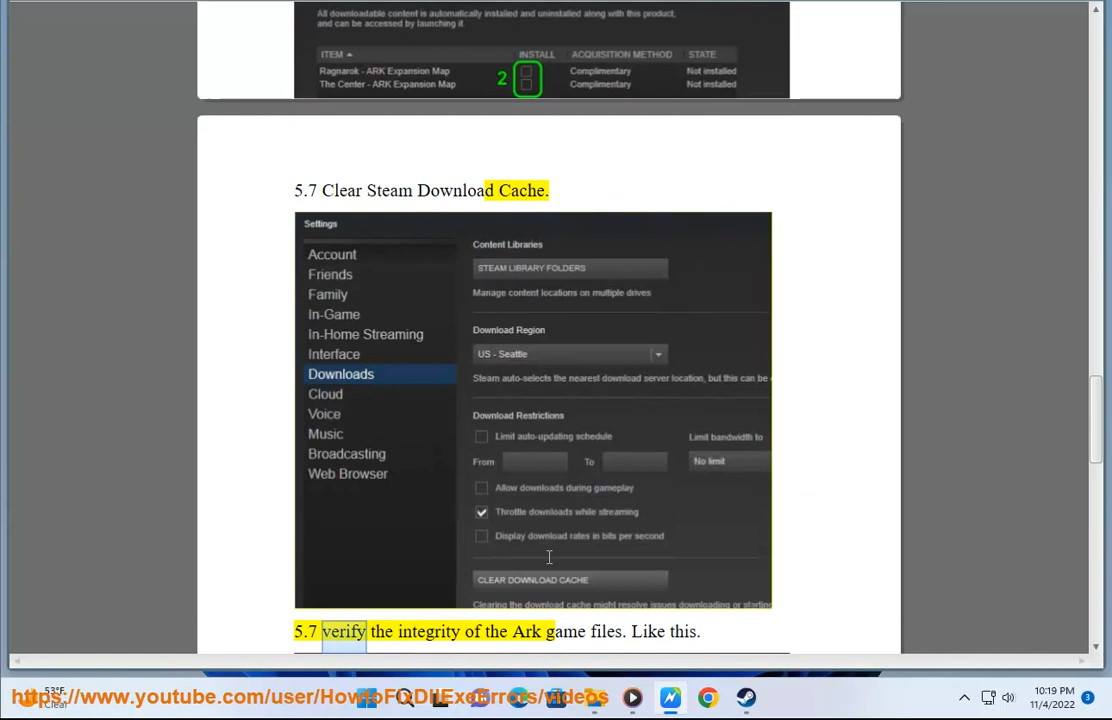 All downloadable content is automatically installed and uninstalled along with this product,
and can be accessed by launching it
ITEM INSTALL ACQUISITION METHOD STATE
Ragnarok - ARK Expansion Map Complimentary Not installed
The Center - ARK Expansion Map Complimentary Not installed
2
5.7 Clear Steam Download Cache.
Settings
Account
Friends
Family
In-Game
In-Home Streaming
Interface
Downloads
Cloud
Voice
Music
Broadcasting
Web Browser
Content Libraries
STEAM LIBRARY FOLDERS
Manage content locations on multiple drives
Download Region
US - Seattle
Steam auto-selects the nearest download server location, but this can be
Download Restrictions
Limit auto-updating schedule
Limit bandwidth to
From To No limit
Allow downloads during gameplay
Throttle downloads while streaming
Display download rates in bits per second
CLEAR DOWNLOAD CACHE
Clearing the download cache might resolve issues downloading or starting
5.7 verify the integrity of the Ark game files. Like this.
53°F
Clear
https://www.youtube.com/user/HowtoFixDllExeErrors/videos
10:19 PM
11/4/2022
3